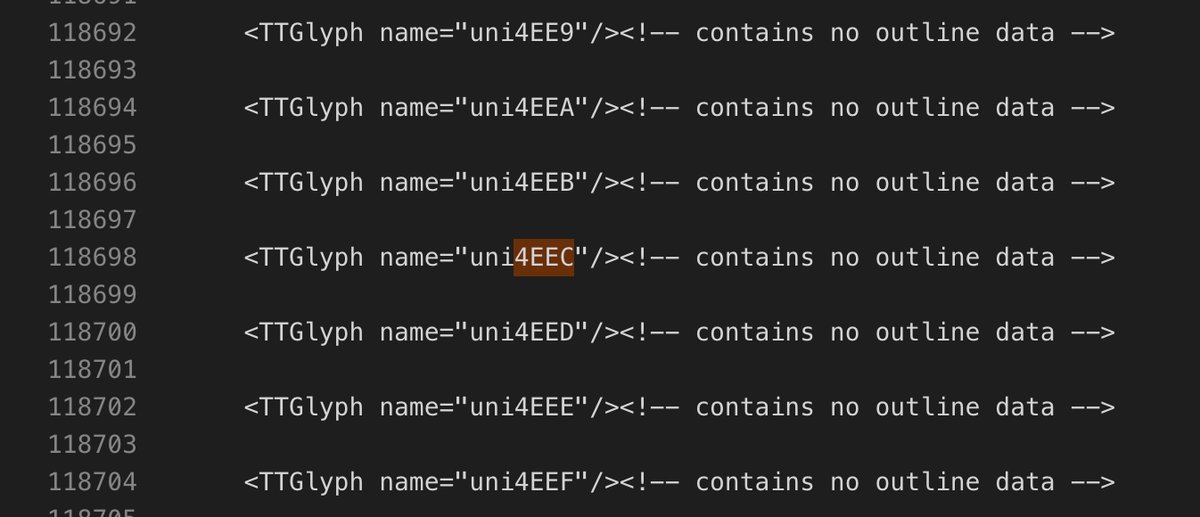 118691
118692 <TTGlyph name="uni4EE9"/><!-- contains no outline data -->
118693
118694 <TTGlyph name="uni4EEA"/><!-- contains no outline data -->
118695
118696 <TTGlyph name="uni4EEB"/><!-- contains no outline data -->
118697
118698 <TTGlyph name="uni4EEC"/><!-- contains no outline data -->
118699
118700 <TTGlyph name="uni4EED"/><!-- contains no outline data -->
118701
118702 <TTGlyph name="uni4EEE"/><!-- contains no outline data -->
118703
118704 <TTGlyph name="uni4EEF"/><!-- contains no outline data -->
118705